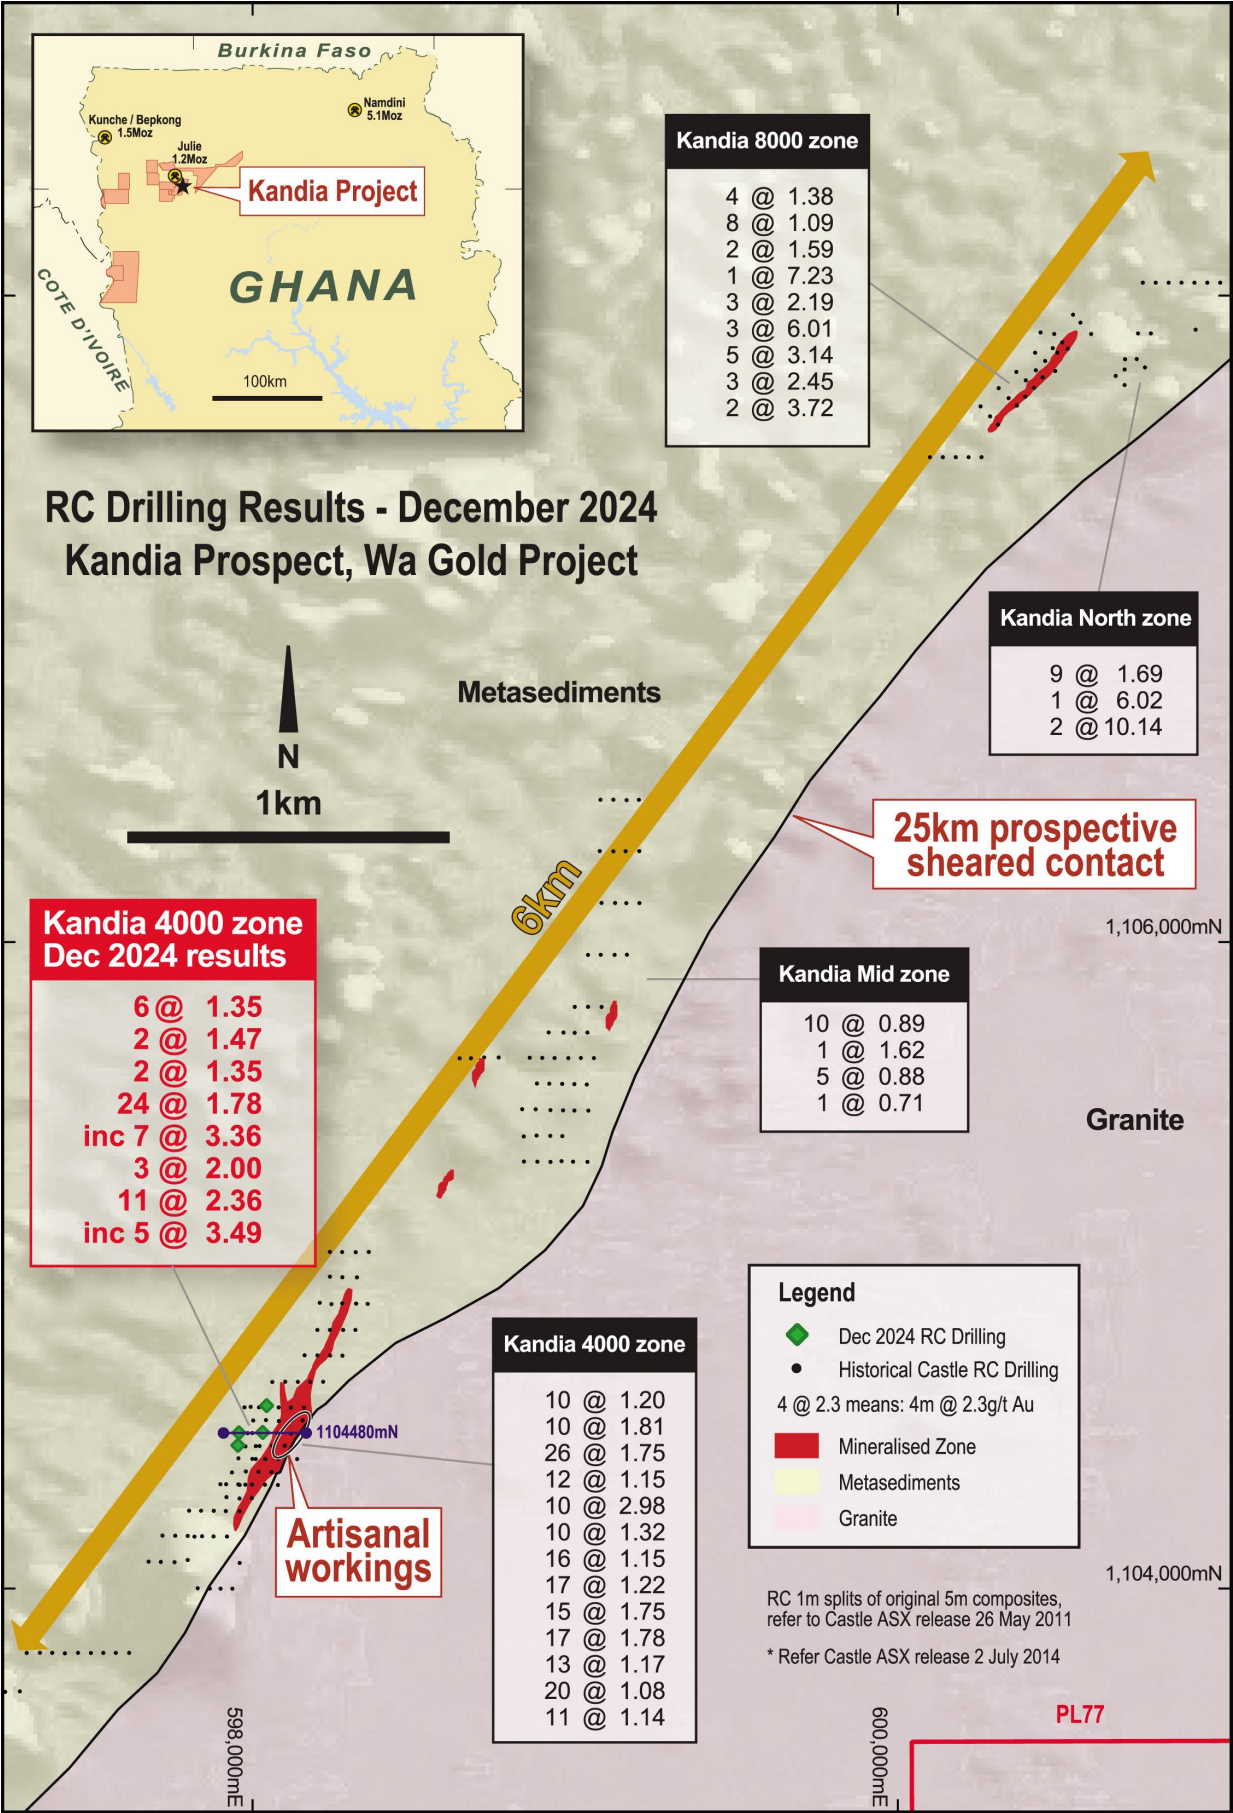 Burkina Faso
Namdini
5.1Moz
Kunche / Bepkong
1.5Moz
Julie
1.2Moz
Kandia Project
GHANA
COTE D'IVOIRE
100km
Kandia 8000 zone
4 @ 1.38
8 @ 1.09
2 @ 1.59
1 @ 7.23
3 @ 2.19
3 @ 6.01
5 @ 3.14
3 @ 2.45
2 @ 3.72
RC Drilling Results - December 2024
Kandia Prospect, Wa Gold Project
Kandia North zone
9 @ 1.69
1 @ 6.02
2 @ 10.14
Metasediments
N
1km
25km prospective
sheared contact
6km
Kandia 4000 zone
Dec 2024 results
6 @ 1.35
2 @ 1.47
2 @ 1.35
24 @ 1.78
inc 7 @ 3.36
3 @ 2.00
11 @ 2.36
inc 5 @ 3.49
1,106,000mN
Kandia Mid zone
10 @ 0.89
1 @ 1.62
5 @ 0.88
1 @ 0.71
Granite
Legend
Dec 2024 RC Drilling
Historical Castle RC Drilling
4 @ 2.3 means: 4m @ 2.3g/t Au
Mineralised Zone
Metasediments
Granite
Kandia 4000 zone
10 @ 1.20
10 @ 1.81
26 @ 1.75
12 @ 1.15
10 @ 2.98
10 @ 1.32
16 @ 1.15
17 @ 1.22
15 @ 1.75
17 @ 1.78
13 @ 1.17
20 @ 1.08
11 @ 1.14
1104480mN
Artisanal
workings
1,104,000mN
RC 1m splits of original 5m composites,
refer to Castle ASX release 26 May 2011
* Refer Castle ASX release 2 July 2014
PL77
598,000mE
600,000mE